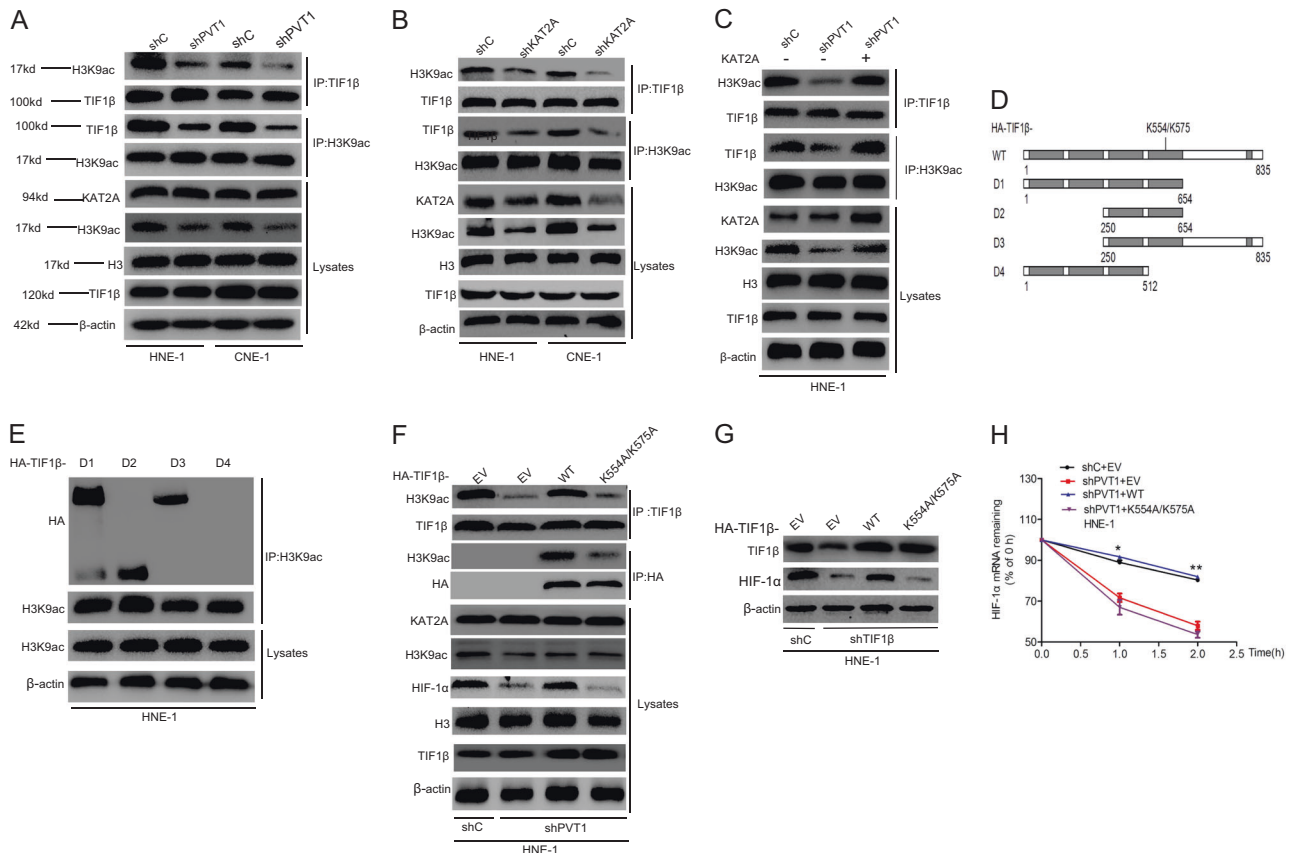 A
shC shPVT1 shC shPVT1
17kd H3K9ac
100kd TIF1β
IP:TIF1β
100kd TIF1β
17kd H3K9ac
IP:H3K9ac
94kd KAT2A
17kd H3K9ac
17kd H3
120kd TIF1β
42kd β-actin
Lysates
HNE-1 CNE-1
B
shC shKAT2A shC shKAT2A
H3K9ac
TIF1β
IP:TIF1β
TIF1β
H3K9ac
IP:H3K9ac
KAT2A
H3K9ac
H3
TIF1β
β-actin
Lysates
HNE-1 CNE-1
C
shC shPVT1 shPVT1
KAT2A - - +
H3K9ac
TIF1β
IP:TIF1β
TIF1β
H3K9ac
IP:H3K9ac
KAT2A
H3K9ac
H3
TIF1β
β-actin
Lysates
HNE-1
D
HA-TIF1β- K554/K575
WT
1 835
D1
1 654
D2
250 654
D3
250 835
D4
1 512
E
HA-TIF1β- D1 D2 D3 D4
HA
H3K9ac
IP:H3K9ac
H3K9ac
β-actin
Lysates
HNE-1
F
HA-TIF1β- EV EV WT K554A/K575A
H3K9ac
TIF1β
IP :TIF1β
H3K9ac
HA
IP:HA
KAT2A
H3K9ac
HIF-1α
H3
TIF1β
β-actin
Lysates
shC shPVT1
HNE-1
G
HA-TIF1β- EV EV WT K554A/K575A
TIF1β
HIF-1α
β-actin
shC shTIF1β
HNE-1
H
shC+EV
shPVT1+EV
shPVT1+WT
shPVT1+K554A/K575A
HNE-1
HIF-1α mRNA remaining
(% of 0 h)
130
110
90
70
50
* **
0.0 0.5 1.0 1.5 2.0 2.5 Time(h)